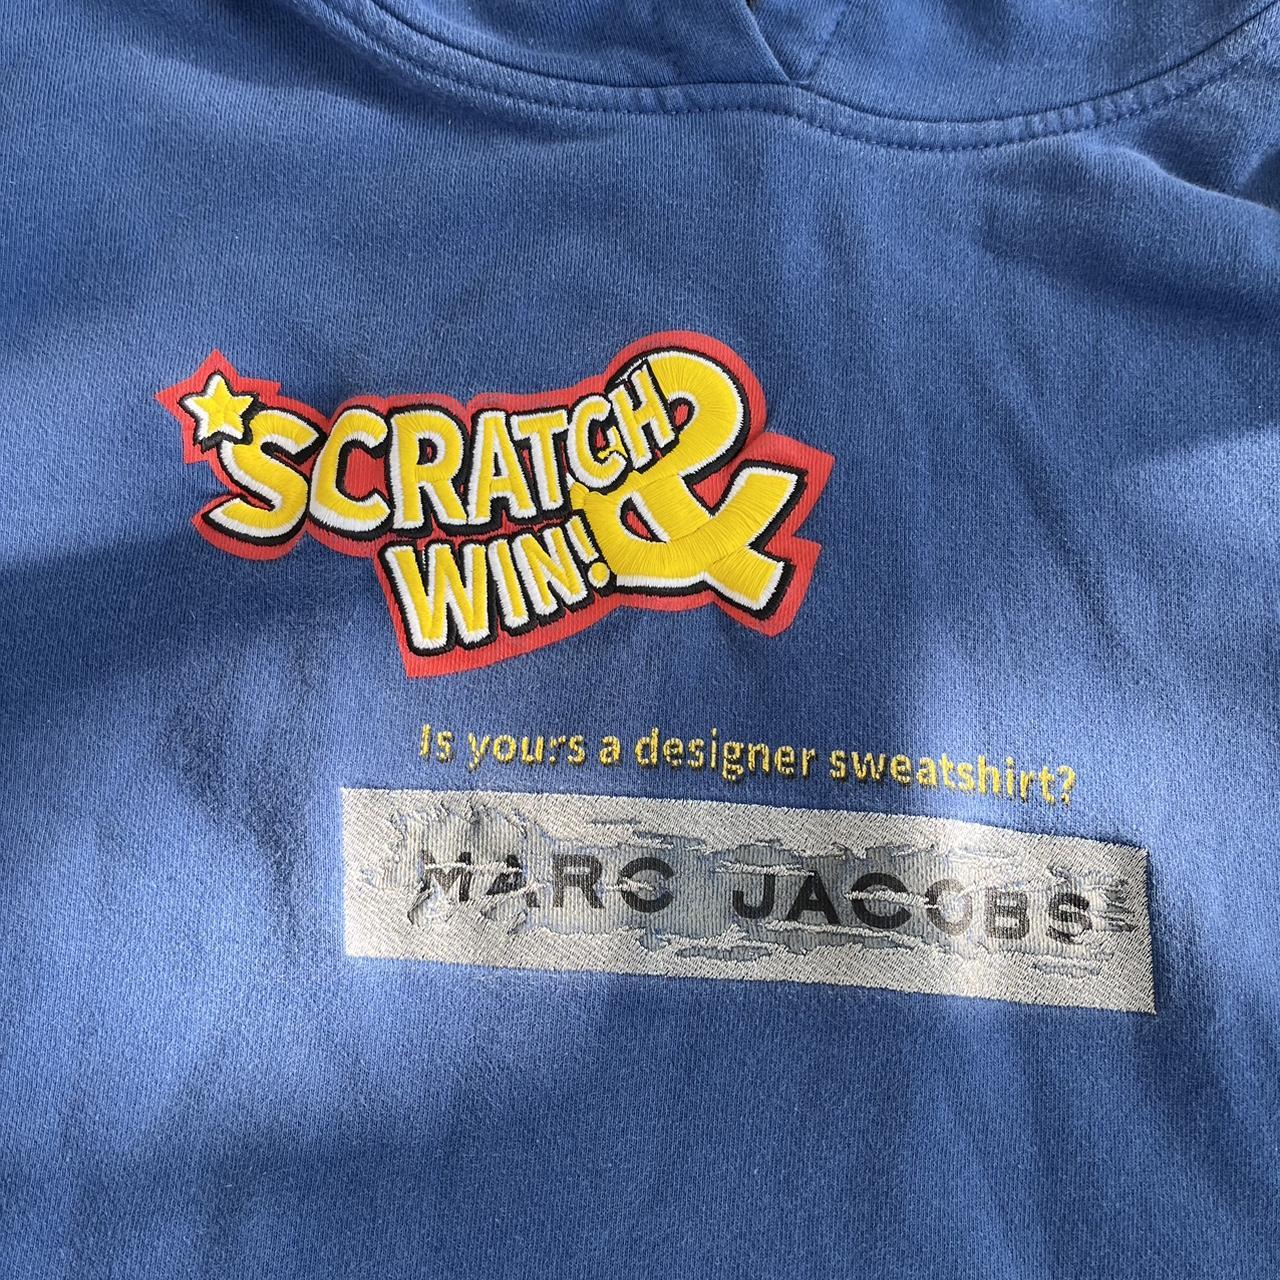 SCRATCH &
WIN!
Is yours a designer sweatshirt?
MARC JACOBS